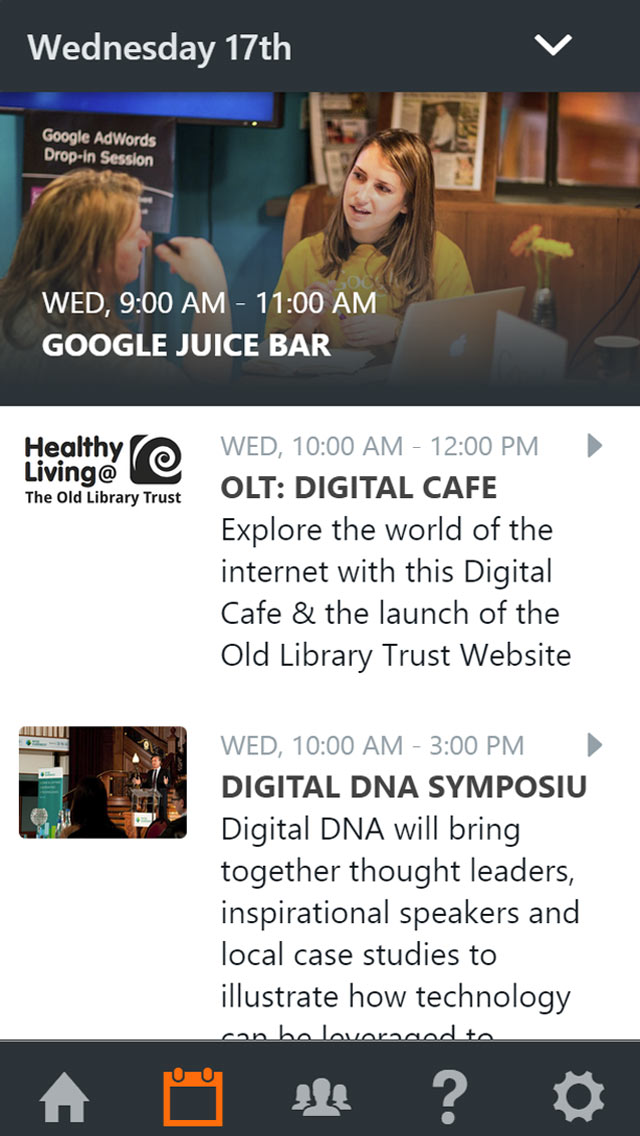 Wednesday 17th
Google AdWords
Drop-in Session
WED, 9:00 AM - 11:00 AM
GOOGLE JUICE BAR
Healthy
Living@
The Old Library Trust
WED, 10:00 AM - 12:00 PM
OLT: DIGITAL CAFE
Explore the world of the
internet with this Digital
Cafe & the launch of the
Old Library Trust Website
WED, 10:00 AM - 3:00 PM
DIGITAL DNA SYMPOSIU
Digital DNA will bring
together thought leaders,
inspirational speakers and
local case studies to
illustrate how technology
can be leveraged to